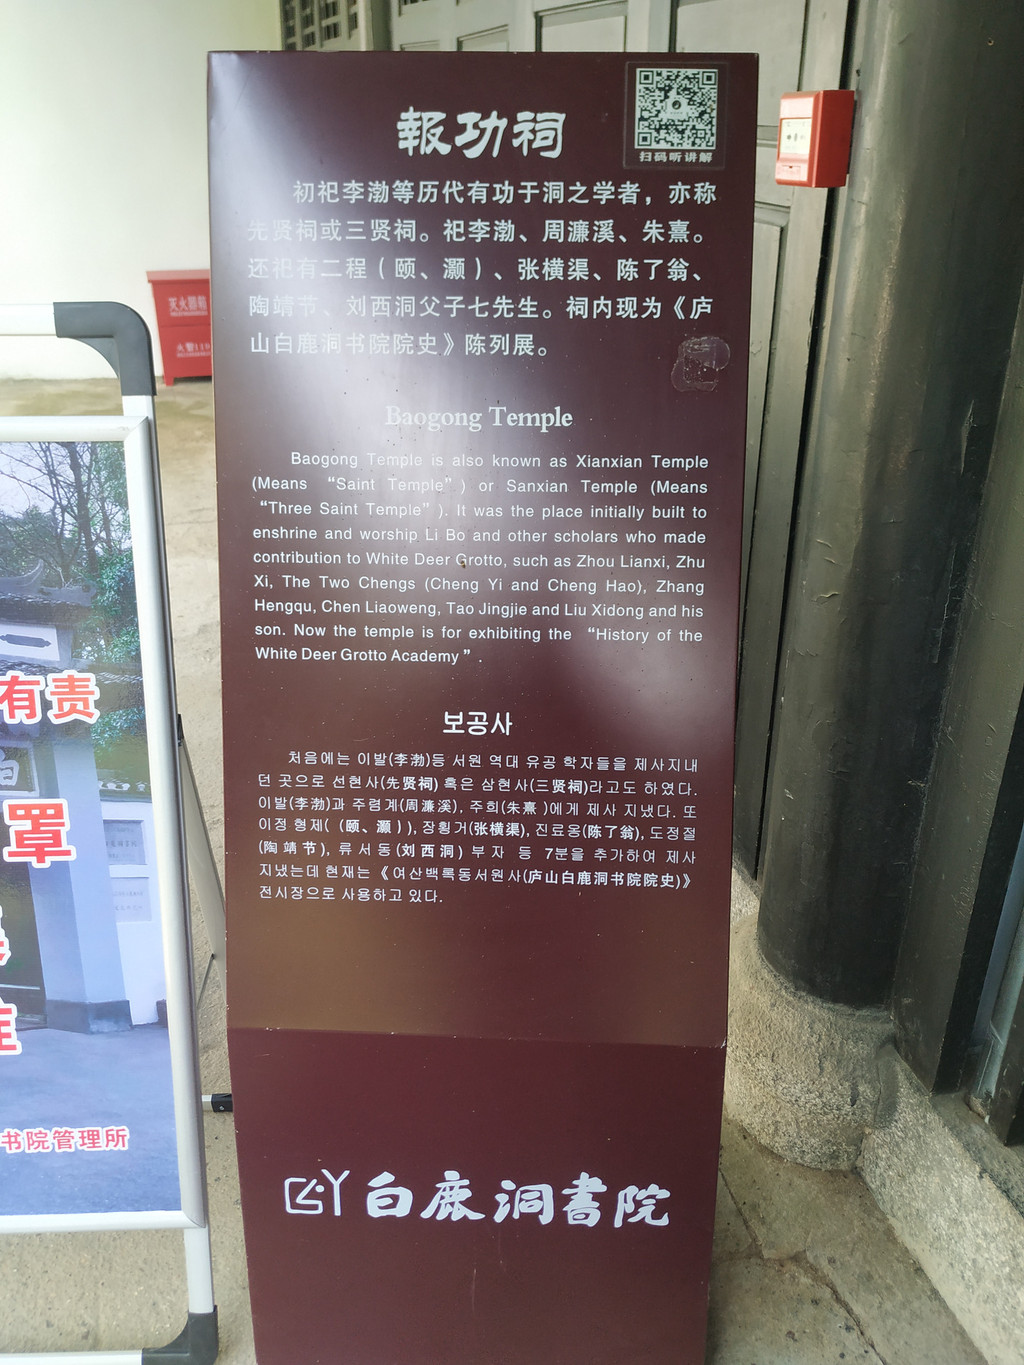 報功祠
扫码听讲解
初祀李渤等历代有功于洞之学者，亦称
先贤祠或三贤祠。祀李渤、周濂溪、朱熹。
还祀有二程（颐、灏）、张横渠、陈了翁、
陶靖节、刘西洞父子七先生。祠内现为《庐
山白鹿洞书院院史》陈列展。
Baogong Temple
Baogong Temple is also known as Xianxian Temple
(Means “Saint Temple”) or Sanxian Temple (Means
“Three Saint Temple”). It was the place initially built to
enshrine and worship Li Bo and other scholars who made
contribution to White Deer Grotto, such as Zhou Lianxi, Zhu
Xi, The Two Chengs (Cheng Yi and Cheng Hao), Zhang
Hengqu, Chen Liaoweng, Tao Jingjie and Liu Xidong and his
son. Now the temple is for exhibiting the “History of the
White Deer Grotto Academy”.
보공사
처음에는 이발(李渤)등 서원 역대 유공 학자들을 제사지내
던 곳으로 선현사(先贤祠) 혹은 삼현사(三贤祠)라고도 하였다.
이발(李渤)과 주렴계(周濂溪), 주희(朱熹 )에게 제사 지냈다. 또
이정 형제( (颐、灏) ), 장횡거(张横渠), 진료옹(陈了翁), 도정절
(陶靖节), 류서동(刘西洞) 부자 등 7분을 추가하여 제사
지냈는데 현재는 《여산백록동서원사(庐山白鹿洞书院院史)》
전시장으로 사용하고 있다.
白鹿洞書院
灭火器箱
火警119
有责
罩
书院管理所